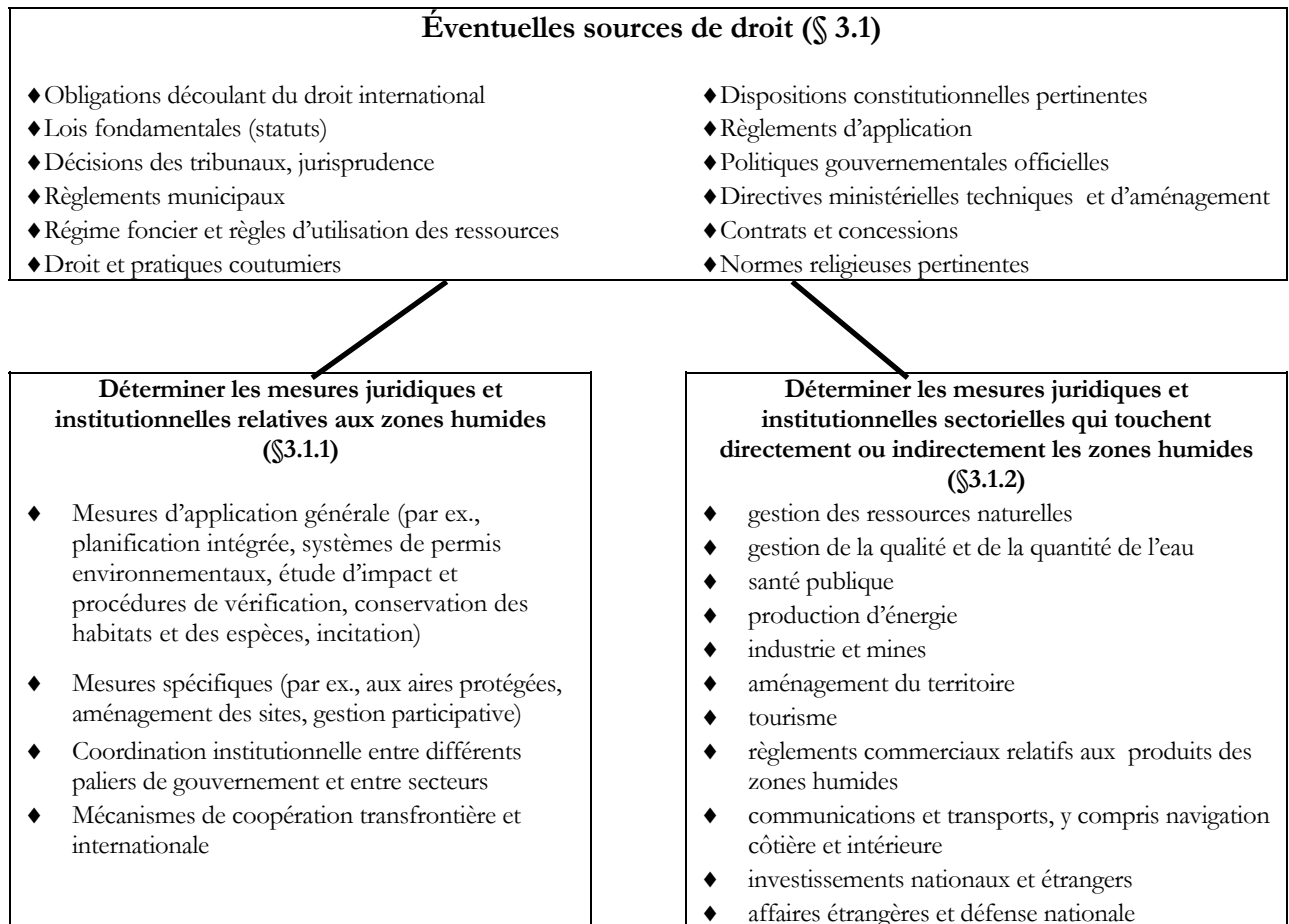 Éventuelles sources de droit (§ 3.1)
♦Obligations découlant du droit international
♦Lois fondamentales (statuts)
♦Décisions des tribunaux, jurisprudence
♦Règlements municipaux
♦Régime foncier et règles d'utilisation des ressources
♦Droit et pratiques coutumiers
♦Dispositions constitutionnelles pertinentes
♦Règlements d'application
♦Politiques gouvernementales officielles
♦Directives ministérielles techniques et d'aménagement
♦Contrats et concessions
♦Normes religieuses pertinentes
Déterminer les mesures juridiques et
institutionnelles relatives aux zones humides
(§3.1.1)
♦ Mesures d'application générale (par ex.,
planification intégrée, systèmes de permis
environnementaux, étude d'impact et
procédures de vérification, conservation des
habitats et des espèces, incitation)
♦ Mesures spécifiques (par ex., aux aires protégées,
aménagement des sites, gestion participative)
♦ Coordination institutionnelle entre différents
paliers de gouvernement et entre secteurs
♦ Mécanismes de coopération transfrontière et
internationale
Déterminer les mesures juridiques et
institutionnelles sectorielles qui touchent
directement ou indirectement les zones humides
(§3.1.2)
♦ gestion des ressources naturelles
♦ gestion de la qualité et de la quantité de l'eau
♦ santé publique
♦ production d'énergie
♦ industrie et mines
♦ aménagement du territoire
♦ tourisme
♦ règlements commerciaux relatifs aux produits des
zones humides
♦ communications et transports, y compris navigation
côtière et intérieure
♦ investissements nationaux et étrangers
♦ affaires étrangères et défense nationale